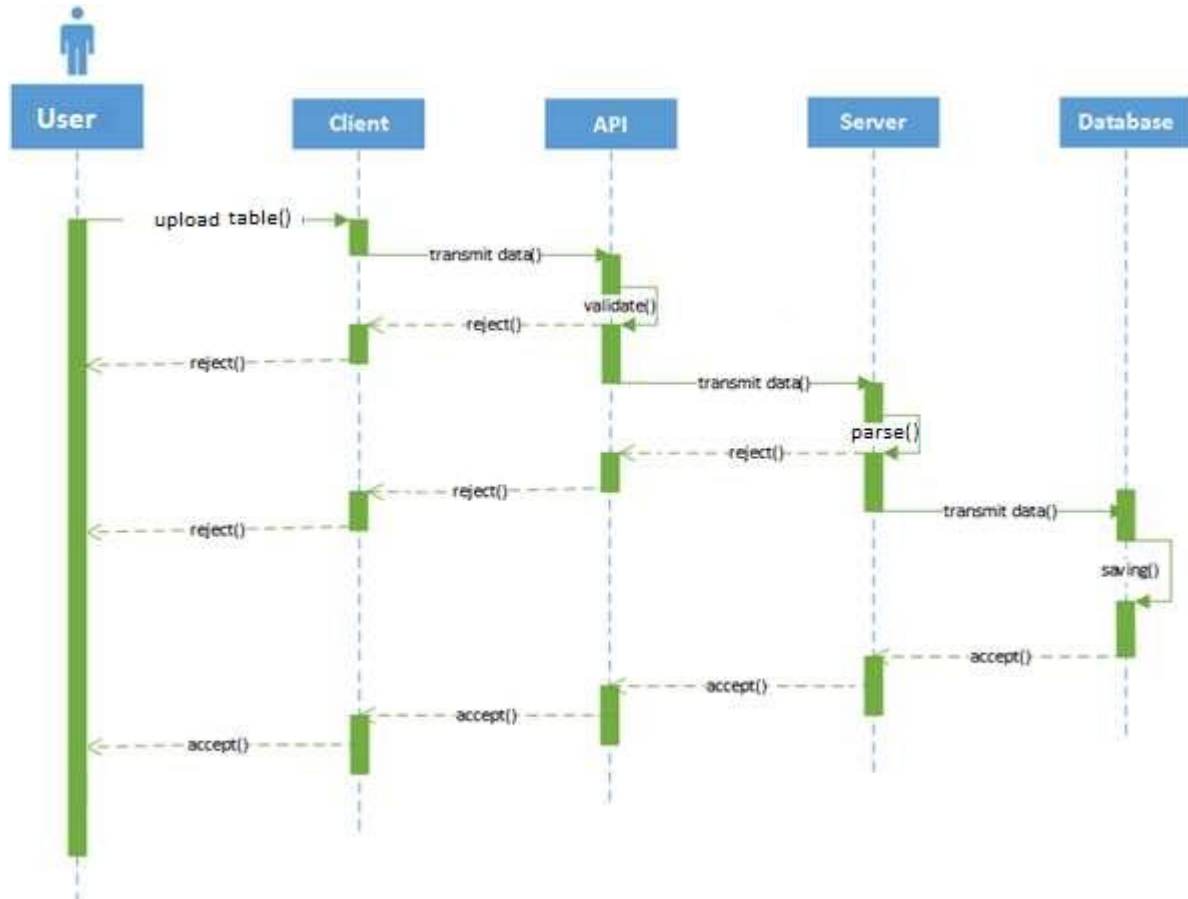 User
Client
API
Server
Database
upload table()
transmit data()
validate()
reject()
reject()
transmit data()
parse()
reject()
reject()
reject()
transmit data()
saving()
accept()
accept()
accept()
accept()